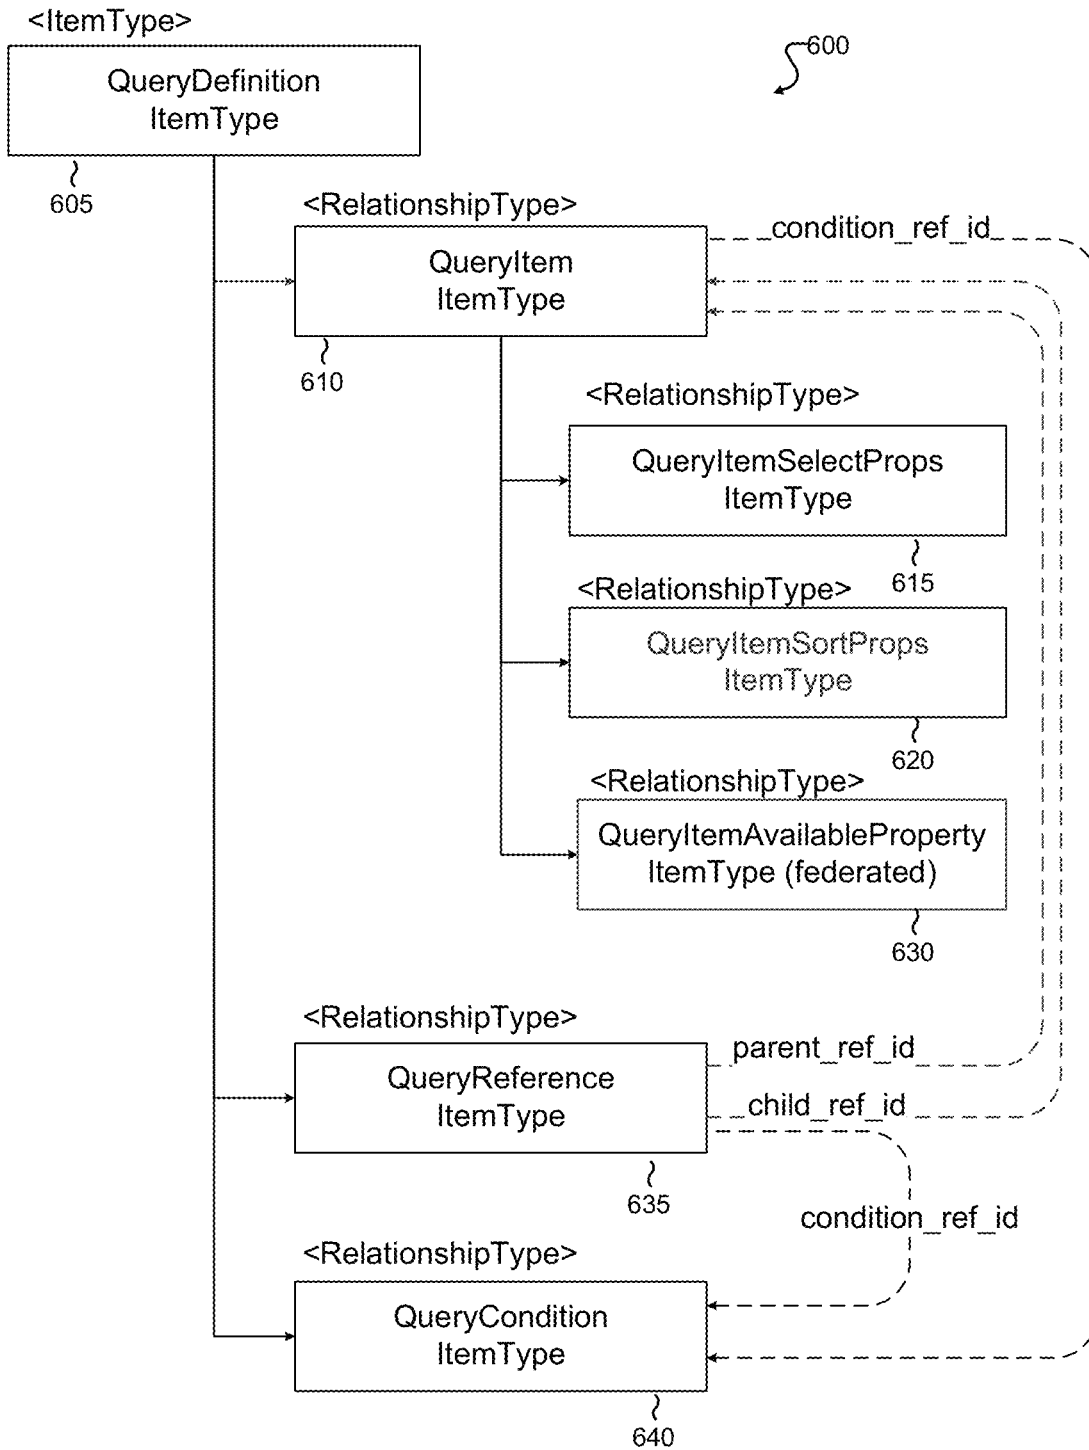 <ItemType>
600
QueryDefinition
ItemType
605
<RelationshipType>
condition_ref_id
QueryItem
ItemType
610
<RelationshipType>
QueryItemSelectProps
ItemType
615
<RelationshipType>
QueryItemSortProps
ItemType
620
<RelationshipType>
QueryItemAvailableProperty
ItemType (federated)
630
<RelationshipType>
parent_ref_id
QueryReference
ItemType
child_ref_id
635
condition_ref_id
<RelationshipType>
QueryCondition
ItemType
640